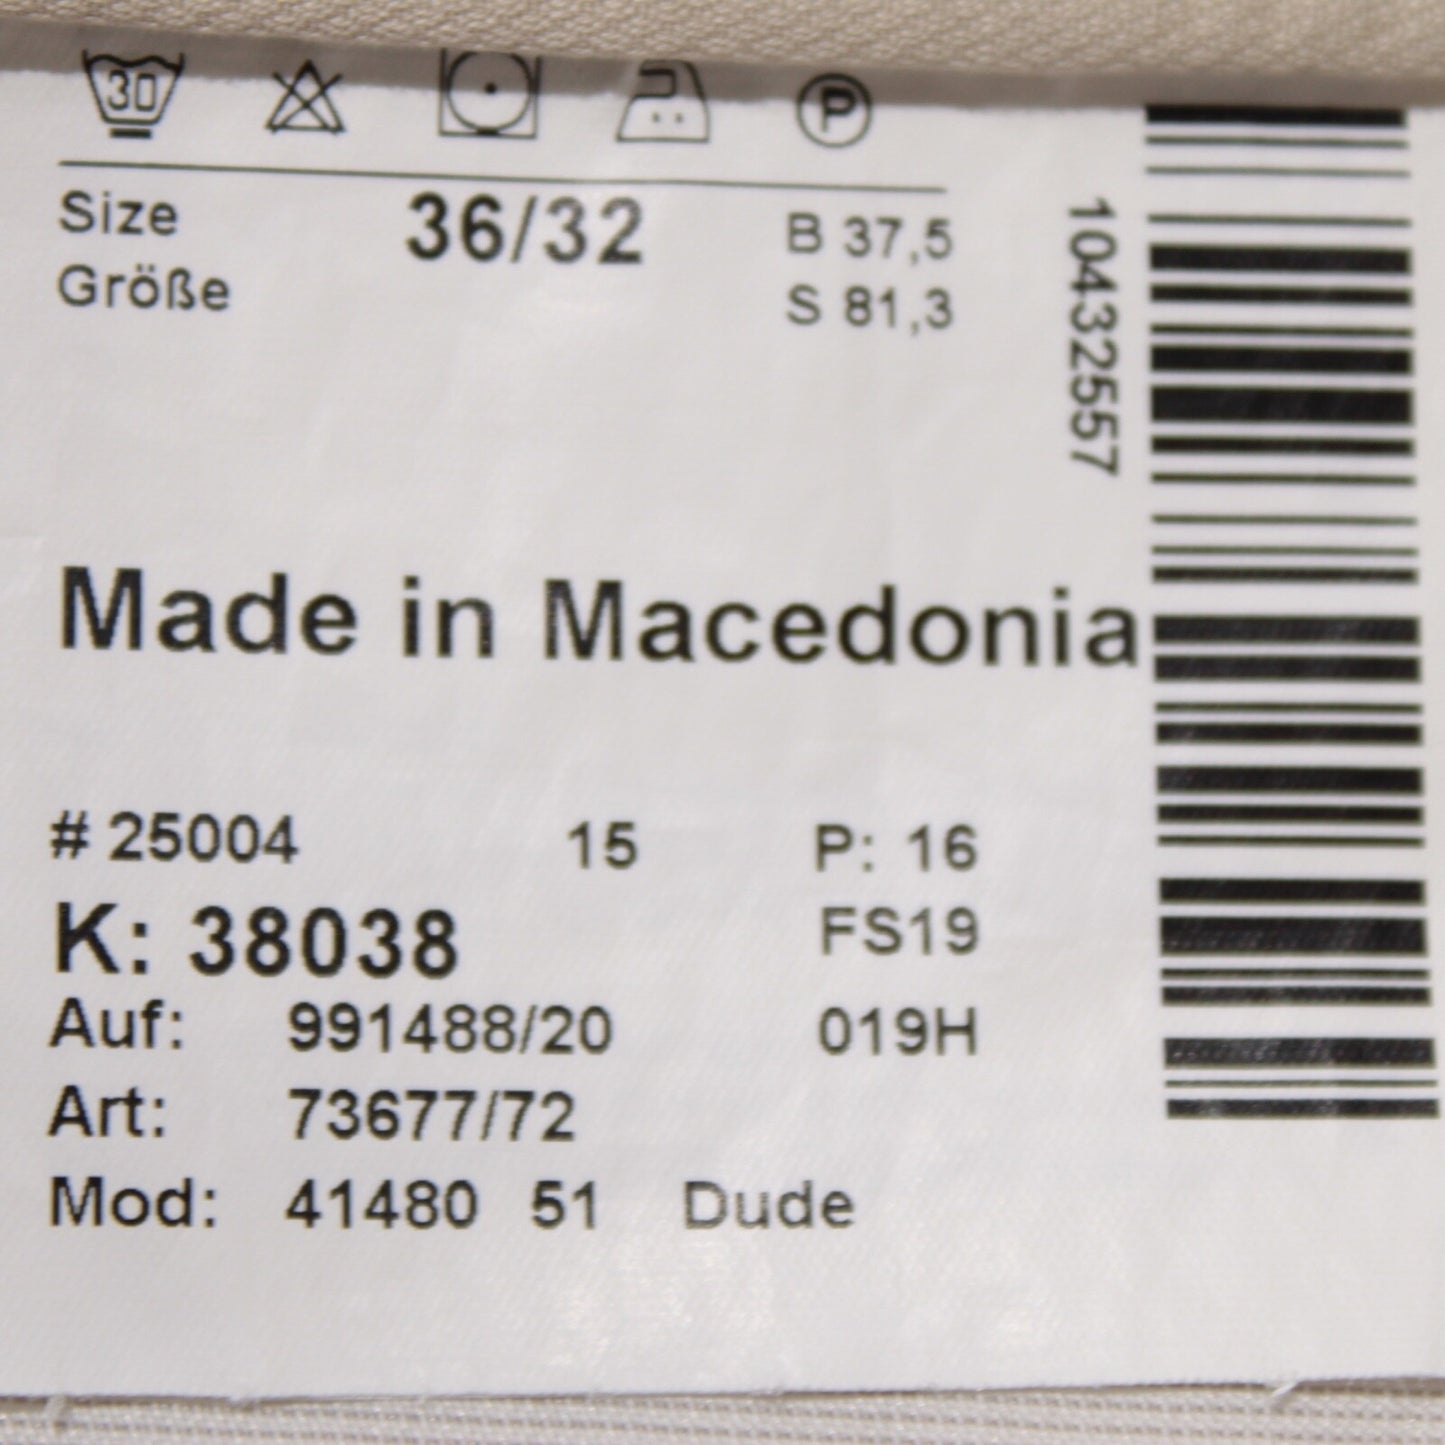 30
P
Size 36/32 B 37,5
Größe S 81,3
10432557
Made in Macedonia
# 25004 15 P: 16
K: 38038 FS19
Auf: 991488/20 019H
Art: 73677/72
Mod: 41480 51 Dude